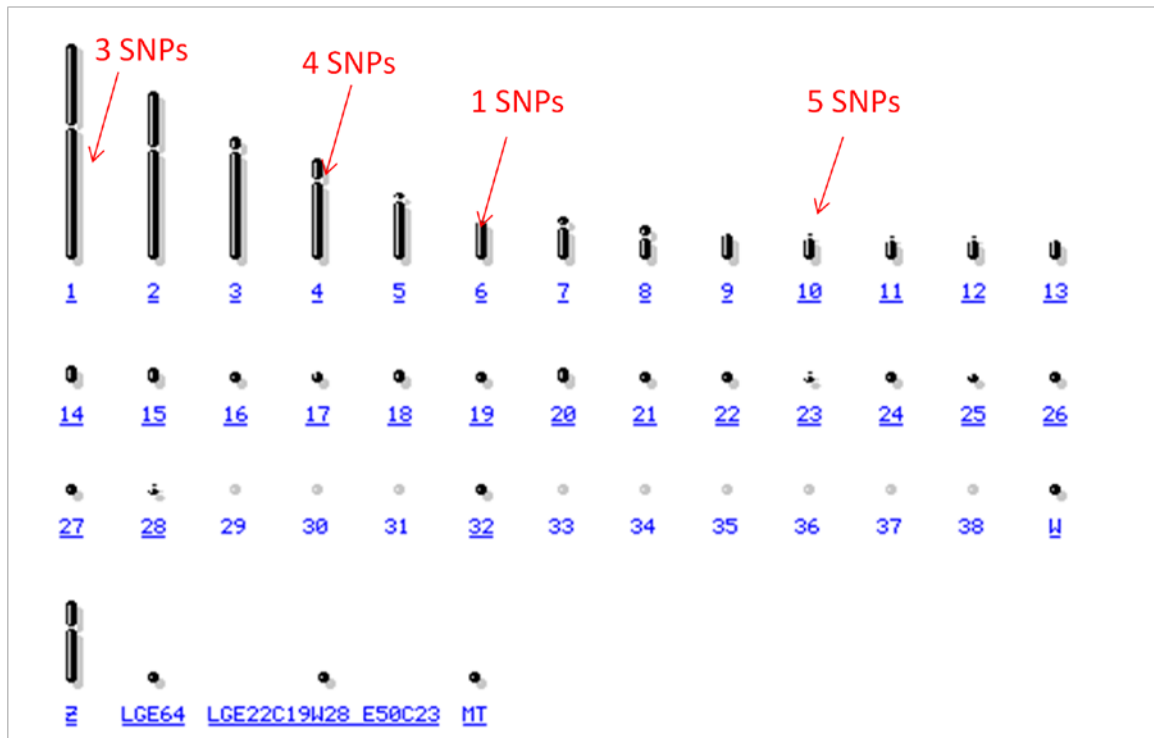 3 SNPs
4 SNPs
1 SNPs
5 SNPs
1 2 3 4 5 6 7 8 9 10 11 12 13
14 15 16 17 18 19 20 21 22 23 24 25 26
27 28 29 30 31 32 33 34 35 36 37 38 W
Z LGE64 LGE22C19W28_E50C23 MT